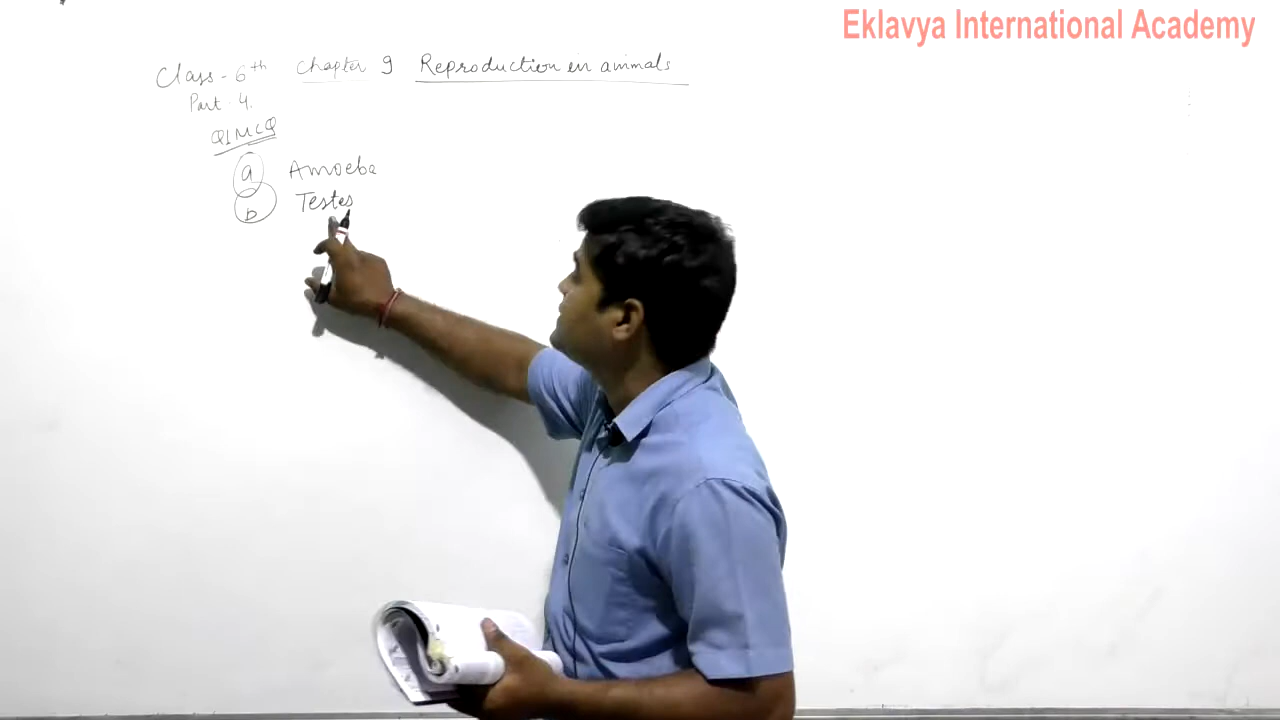 Eklavya International Academy
Class - 6th Chapter 9 Reproduction in animals
Part - 4.
Q1 MCQ
a Amoeba
b Testes